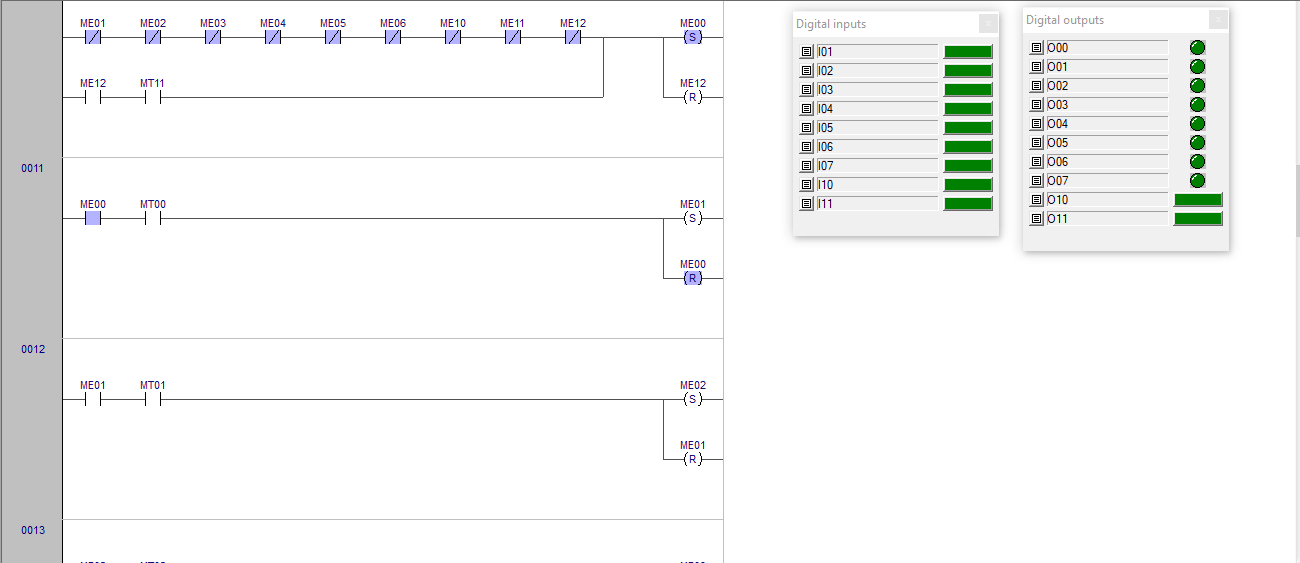 ME01 ME02 ME03 ME04 ME05 ME06 ME10 ME11 ME12 ME00
S
ME12 MT11 ME12
R
0011
ME00 MT00 ME01
S
ME00
R
0012
ME01 MT01 ME02
S
ME01
R
0013
Digital inputs
I01
I02
I03
I04
I05
I06
I07
I10
I11
Digital outputs
O00
O01
O02
O03
O04
O05
O06
O07
O10
O11